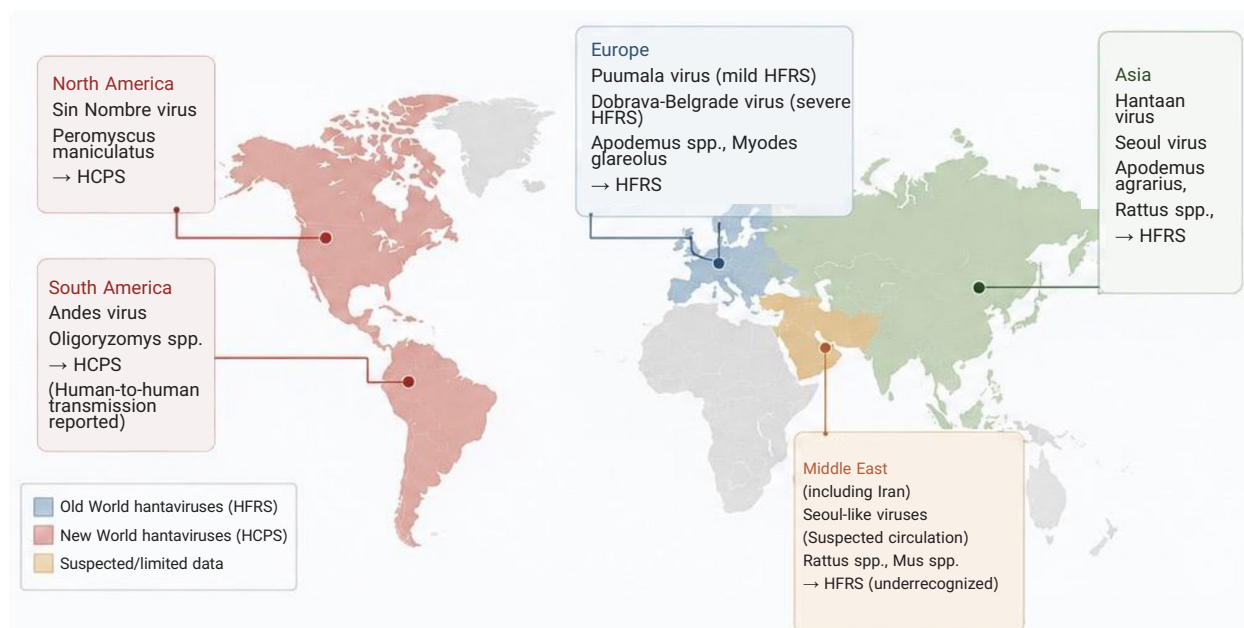 North America
Sin Nombre virus
Peromyscus
maniculatus
→ HCPS
South America
Andes virus
Oligoryzomys spp.
→ HCPS
(Human-to-human
transmission
reported)
Europe
Puumala virus (mild HFRS)
Dobrava-Belgrade virus (severe
HFRS)
Apodemus spp., Myodes
glareolus
→ HFRS
Asia
Hantaan
virus
Seoul virus
Apodemus
agrarius,
Rattus spp.,
→ HFRS
Middle East
(including Iran)
Seoul-like viruses
(Suspected circulation)
Rattus spp., Mus spp.
→ HFRS (underrecognized)
Old World hantaviruses (HFRS)
New World hantaviruses (HCPS)
Suspected/limited data